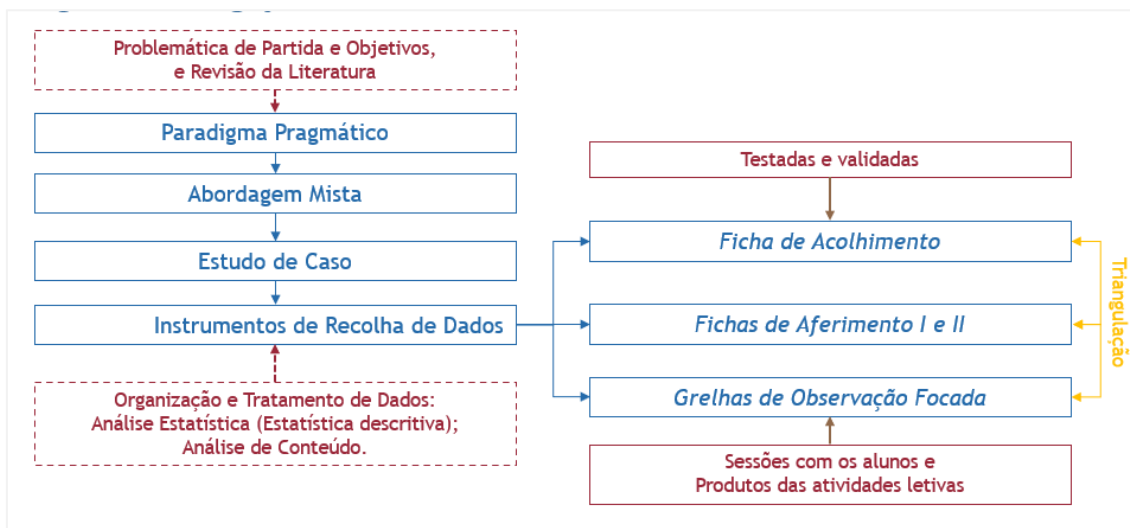 Problemática de Partida e Objetivos,
e Revisão da Literatura
Paradigma Pragmático
Abordagem Mista
Estudo de Caso
Instrumentos de Recolha de Dados
Organização e Tratamento de Dados:
Análise Estatística (Estatística descritiva);
Análise de Conteúdo.
Testadas e validadas
Ficha de Acolhimento
Fichas de Aferimento I e II
Grelhas de Observação Focada
Sessões com os alunos e
Produtos das atividades letivas
Triangulação